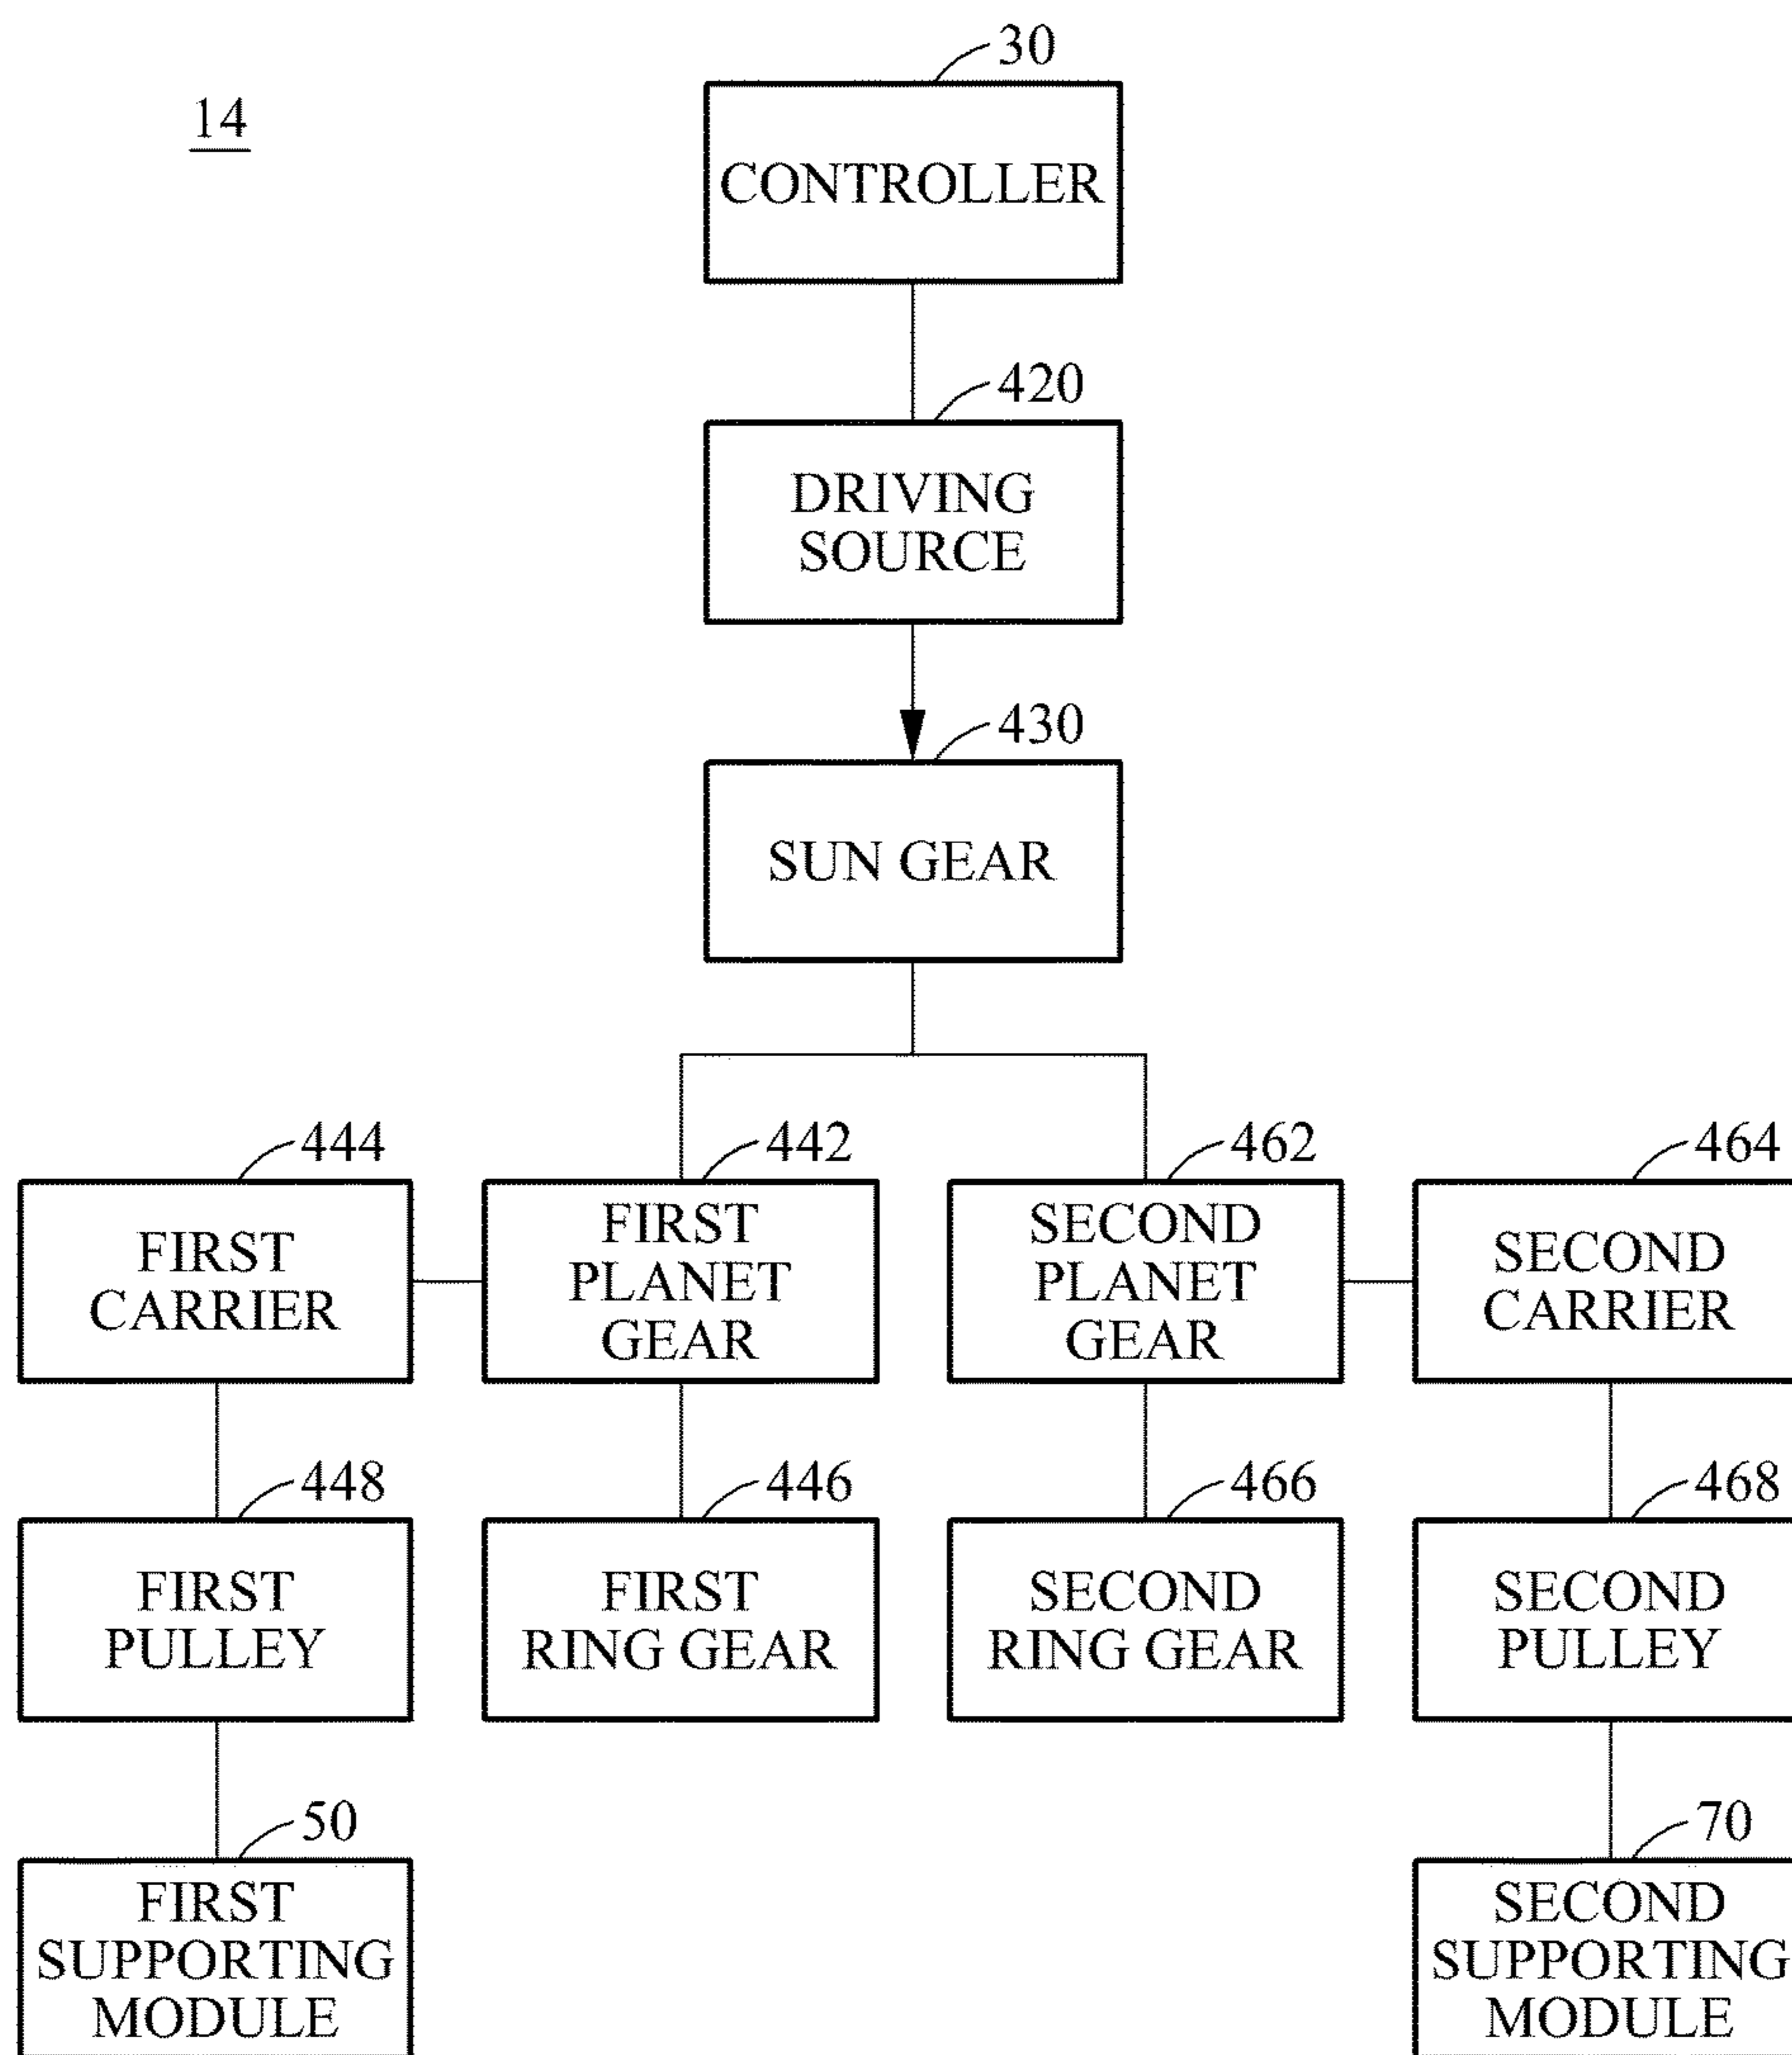 30
14
CONTROLLER
420
DRIVING
SOURCE
430
SUN GEAR
444
442
462
464
FIRST
CARRIER
FIRST
PLANET
GEAR
SECOND
PLANET
GEAR
SECOND
CARRIER
448
446
466
468
FIRST
PULLEY
FIRST
RING GEAR
SECOND
RING GEAR
SECOND
PULLEY
50
70
FIRST
SUPPORTING
MODULE
SECOND
SUPPORTING
MODULE